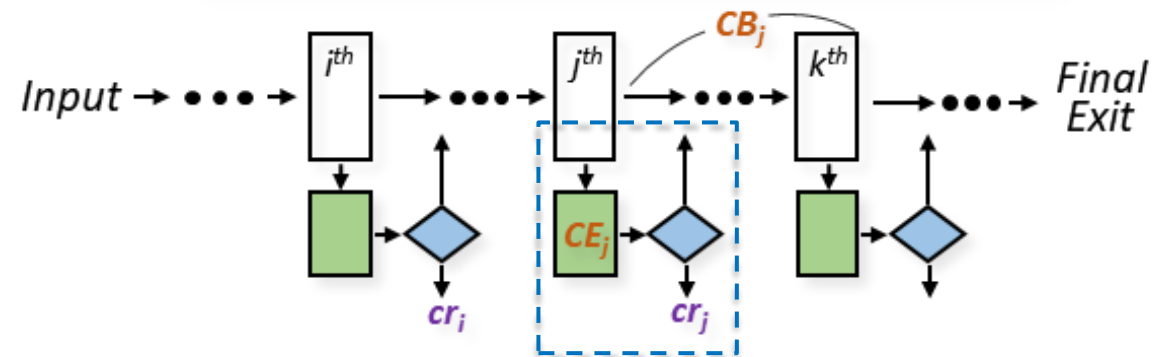 CB_j
i^th
j^th
k^th
Input
Final
Exit
CE_j
cr_i
cr_j